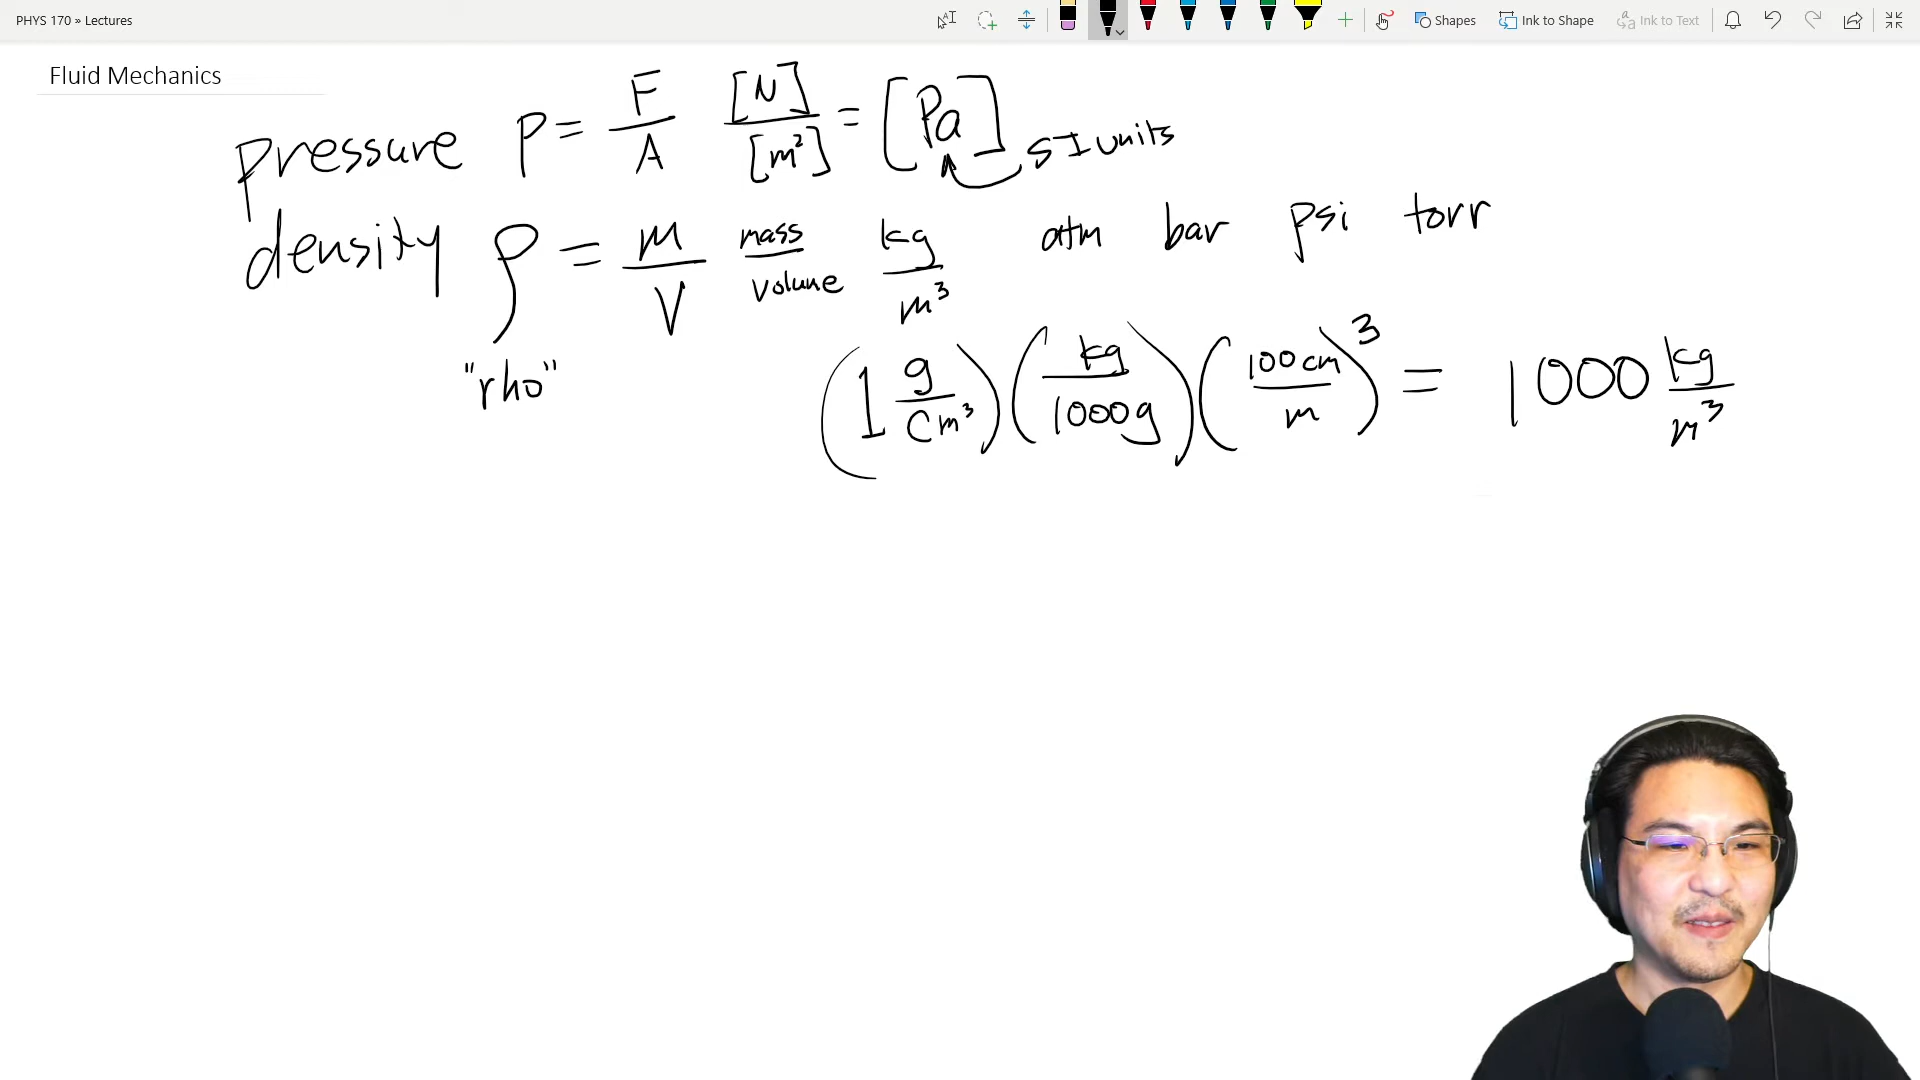 PHYS 170 » Lectures
Shapes
Ink to Shape
Ink to Text
Fluid Mechanics
pressure P = F/A [N]/[m²] = [Pa] SI units
density ρ = m/V mass/volume kg/m³ atm bar psi torr
"rho"
(1 g/cm³)(kg/1000g)(100cm/m)³ = 1000 kg/m³